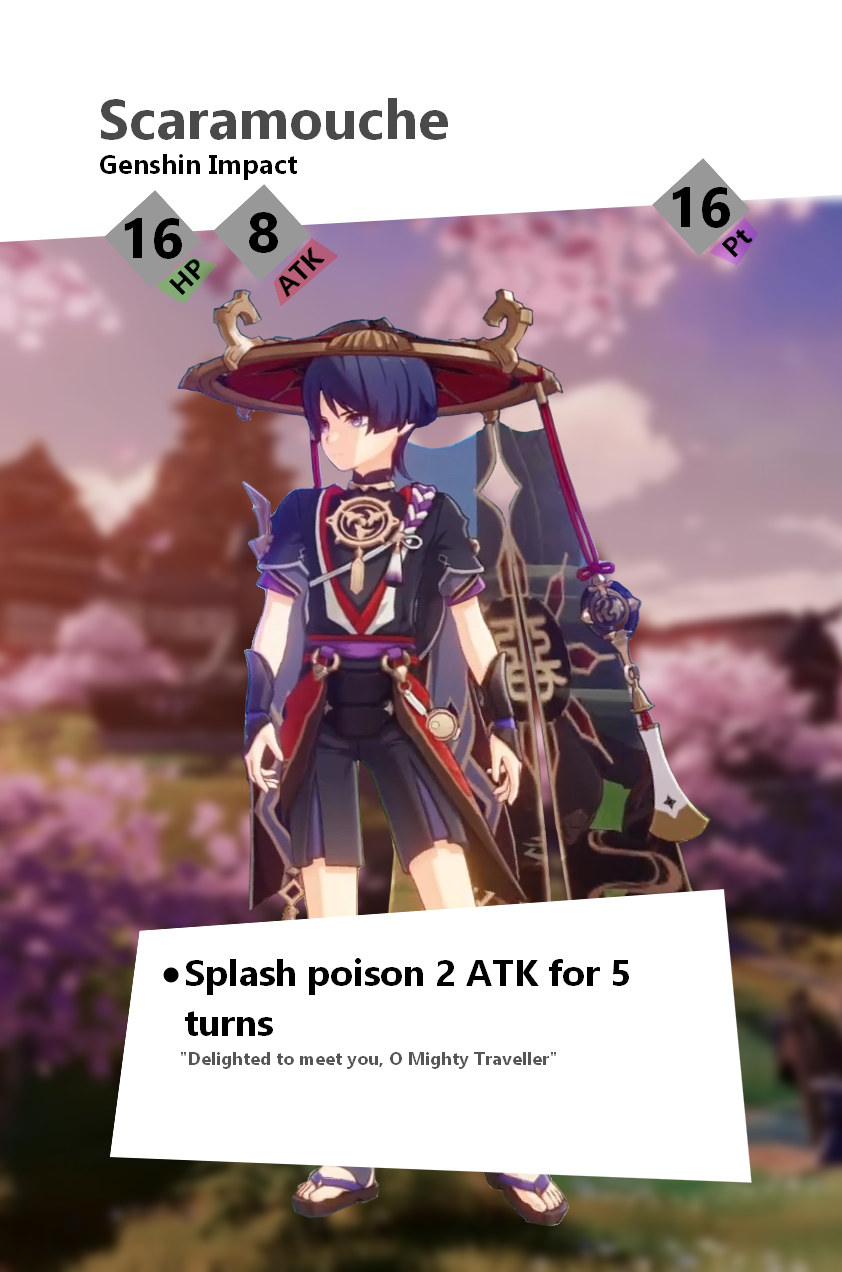 Scaramouche
Genshin Impact
16 HP
8 ATK
16 Pt
•Splash poison 2 ATK for 5
turns
"Delighted to meet you, O Mighty Traveller"